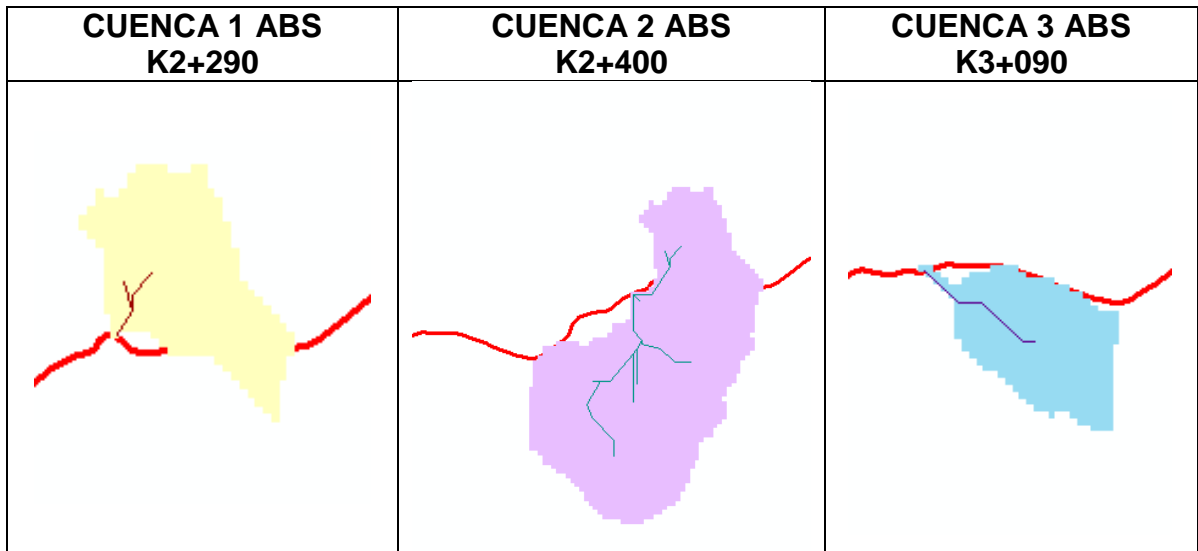 CUENCA 1 ABS
K2+290
CUENCA 2 ABS
K2+400
CUENCA 3 ABS
K3+090